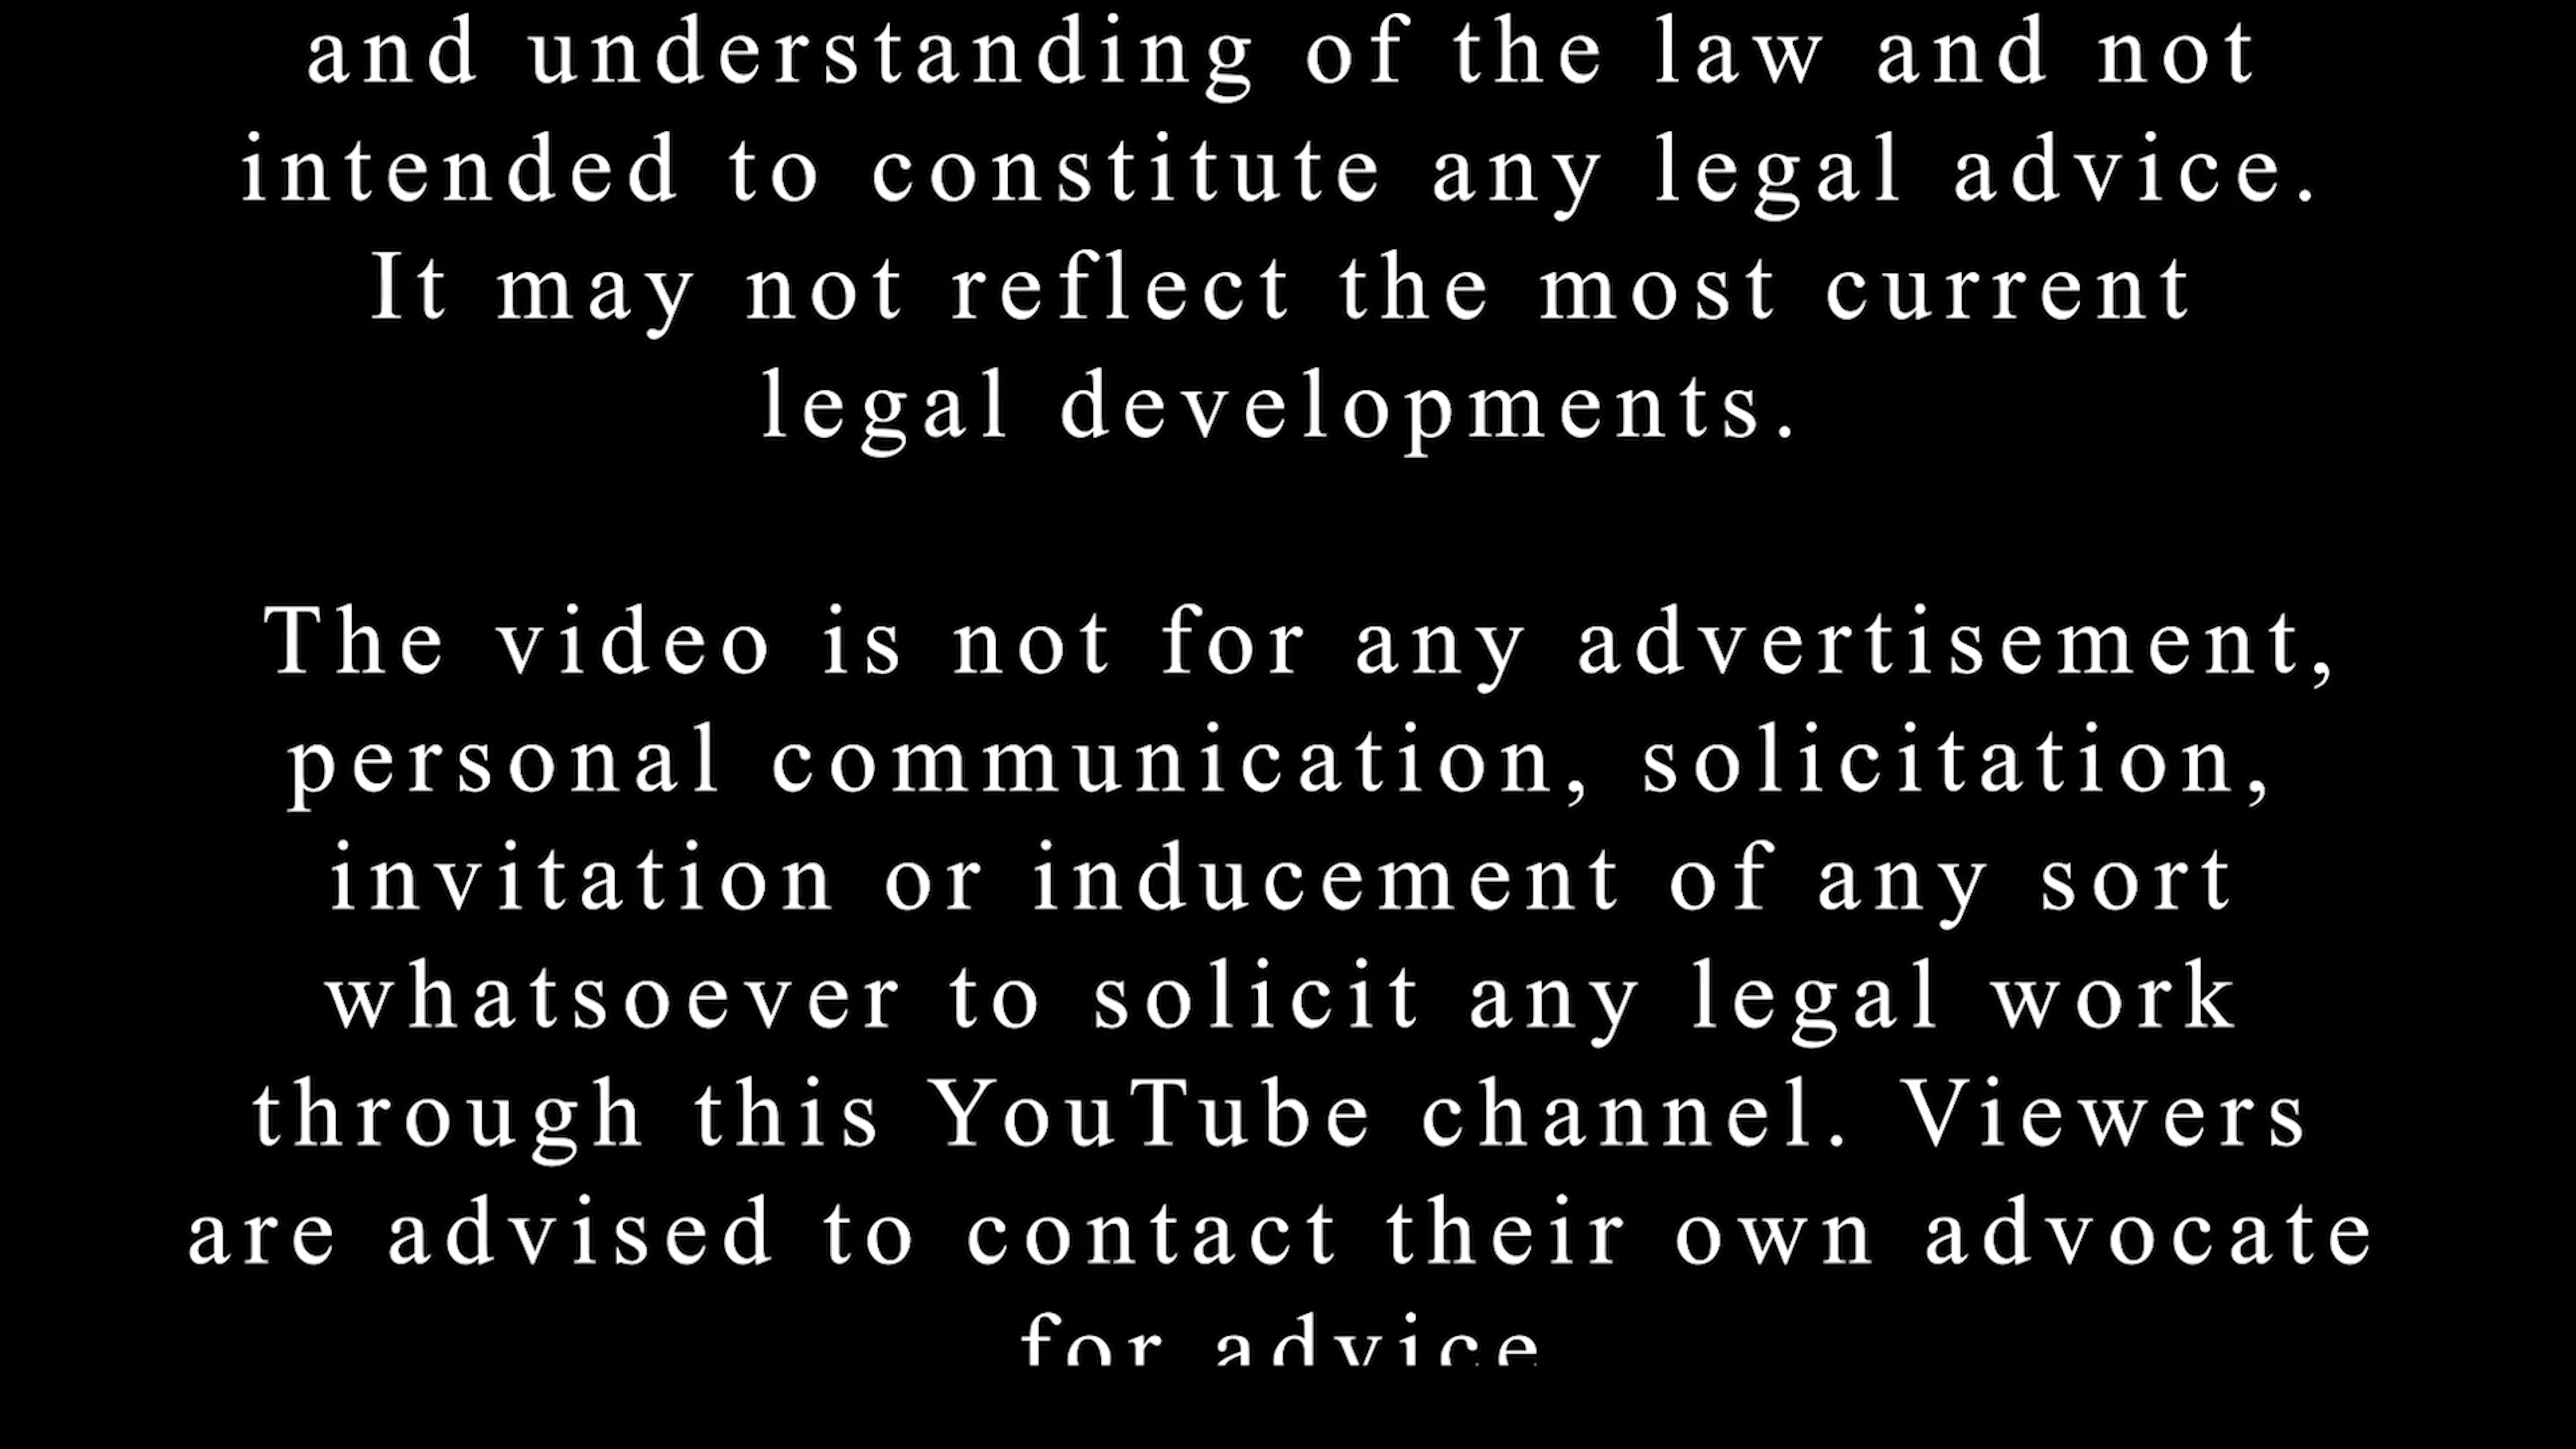 and understanding of the law and not
intended to constitute any legal advice.
It may not reflect the most current
legal developments.
The video is not for any advertisement,
personal communication, solicitation,
invitation or inducement of any sort
whatsoever to solicit any legal work
through this YouTube channel. Viewers
are advised to contact their own advocate
for advice